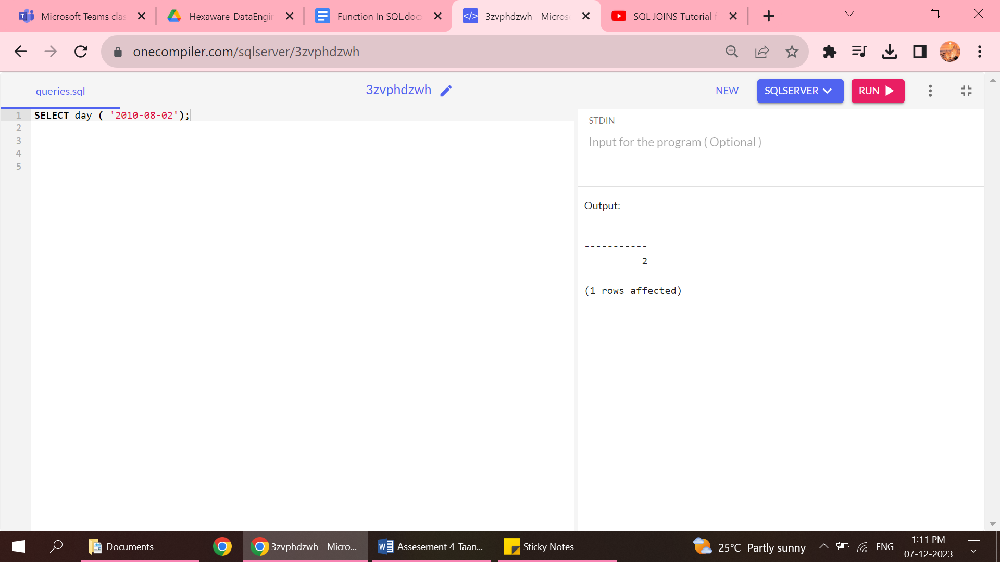 Microsoft Teams clas
Hexaware-DataEngin
Function In SQL.doc
3zvphdzwh - Micros
SQL JOINS Tutorial f
onecompiler.com/sqlserver/3zvphdzwh
queries.sql
3zvphdzwh
NEW
SQLSERVER
RUN
1 SELECT day ( '2010-08-02');
2
3
4
5
STDIN
Input for the program ( Optional )
Output:
-----------
2
(1 rows affected)
Documents
3zvphdzwh - Micro...
Assesement 4-Taan...
Sticky Notes
25°C Partly sunny
ENG
1:11 PM
07-12-2023